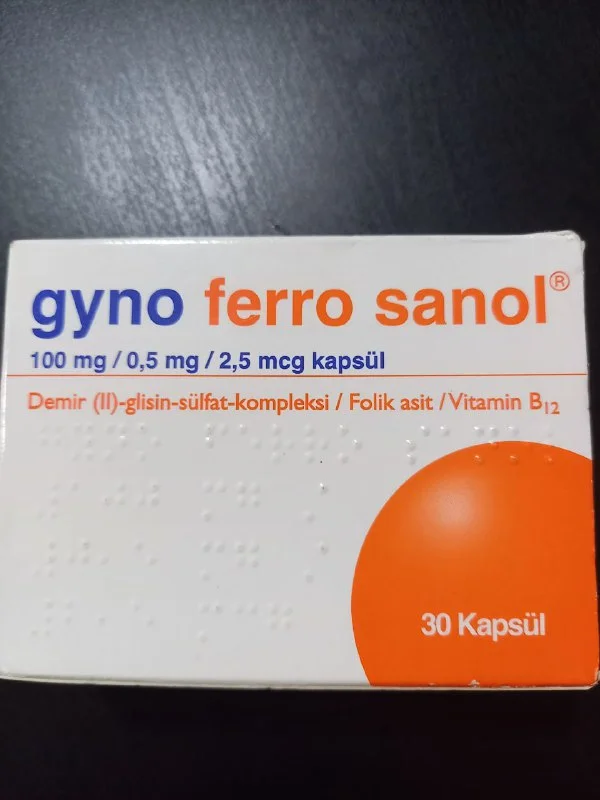 gyno ferro sanol®
100 mg / 0,5 mg / 2,5 mcg kapsül
Demir (II)-glisin-sülfat-kompleksi / Folik asit / Vitamin B12
30 Kapsül